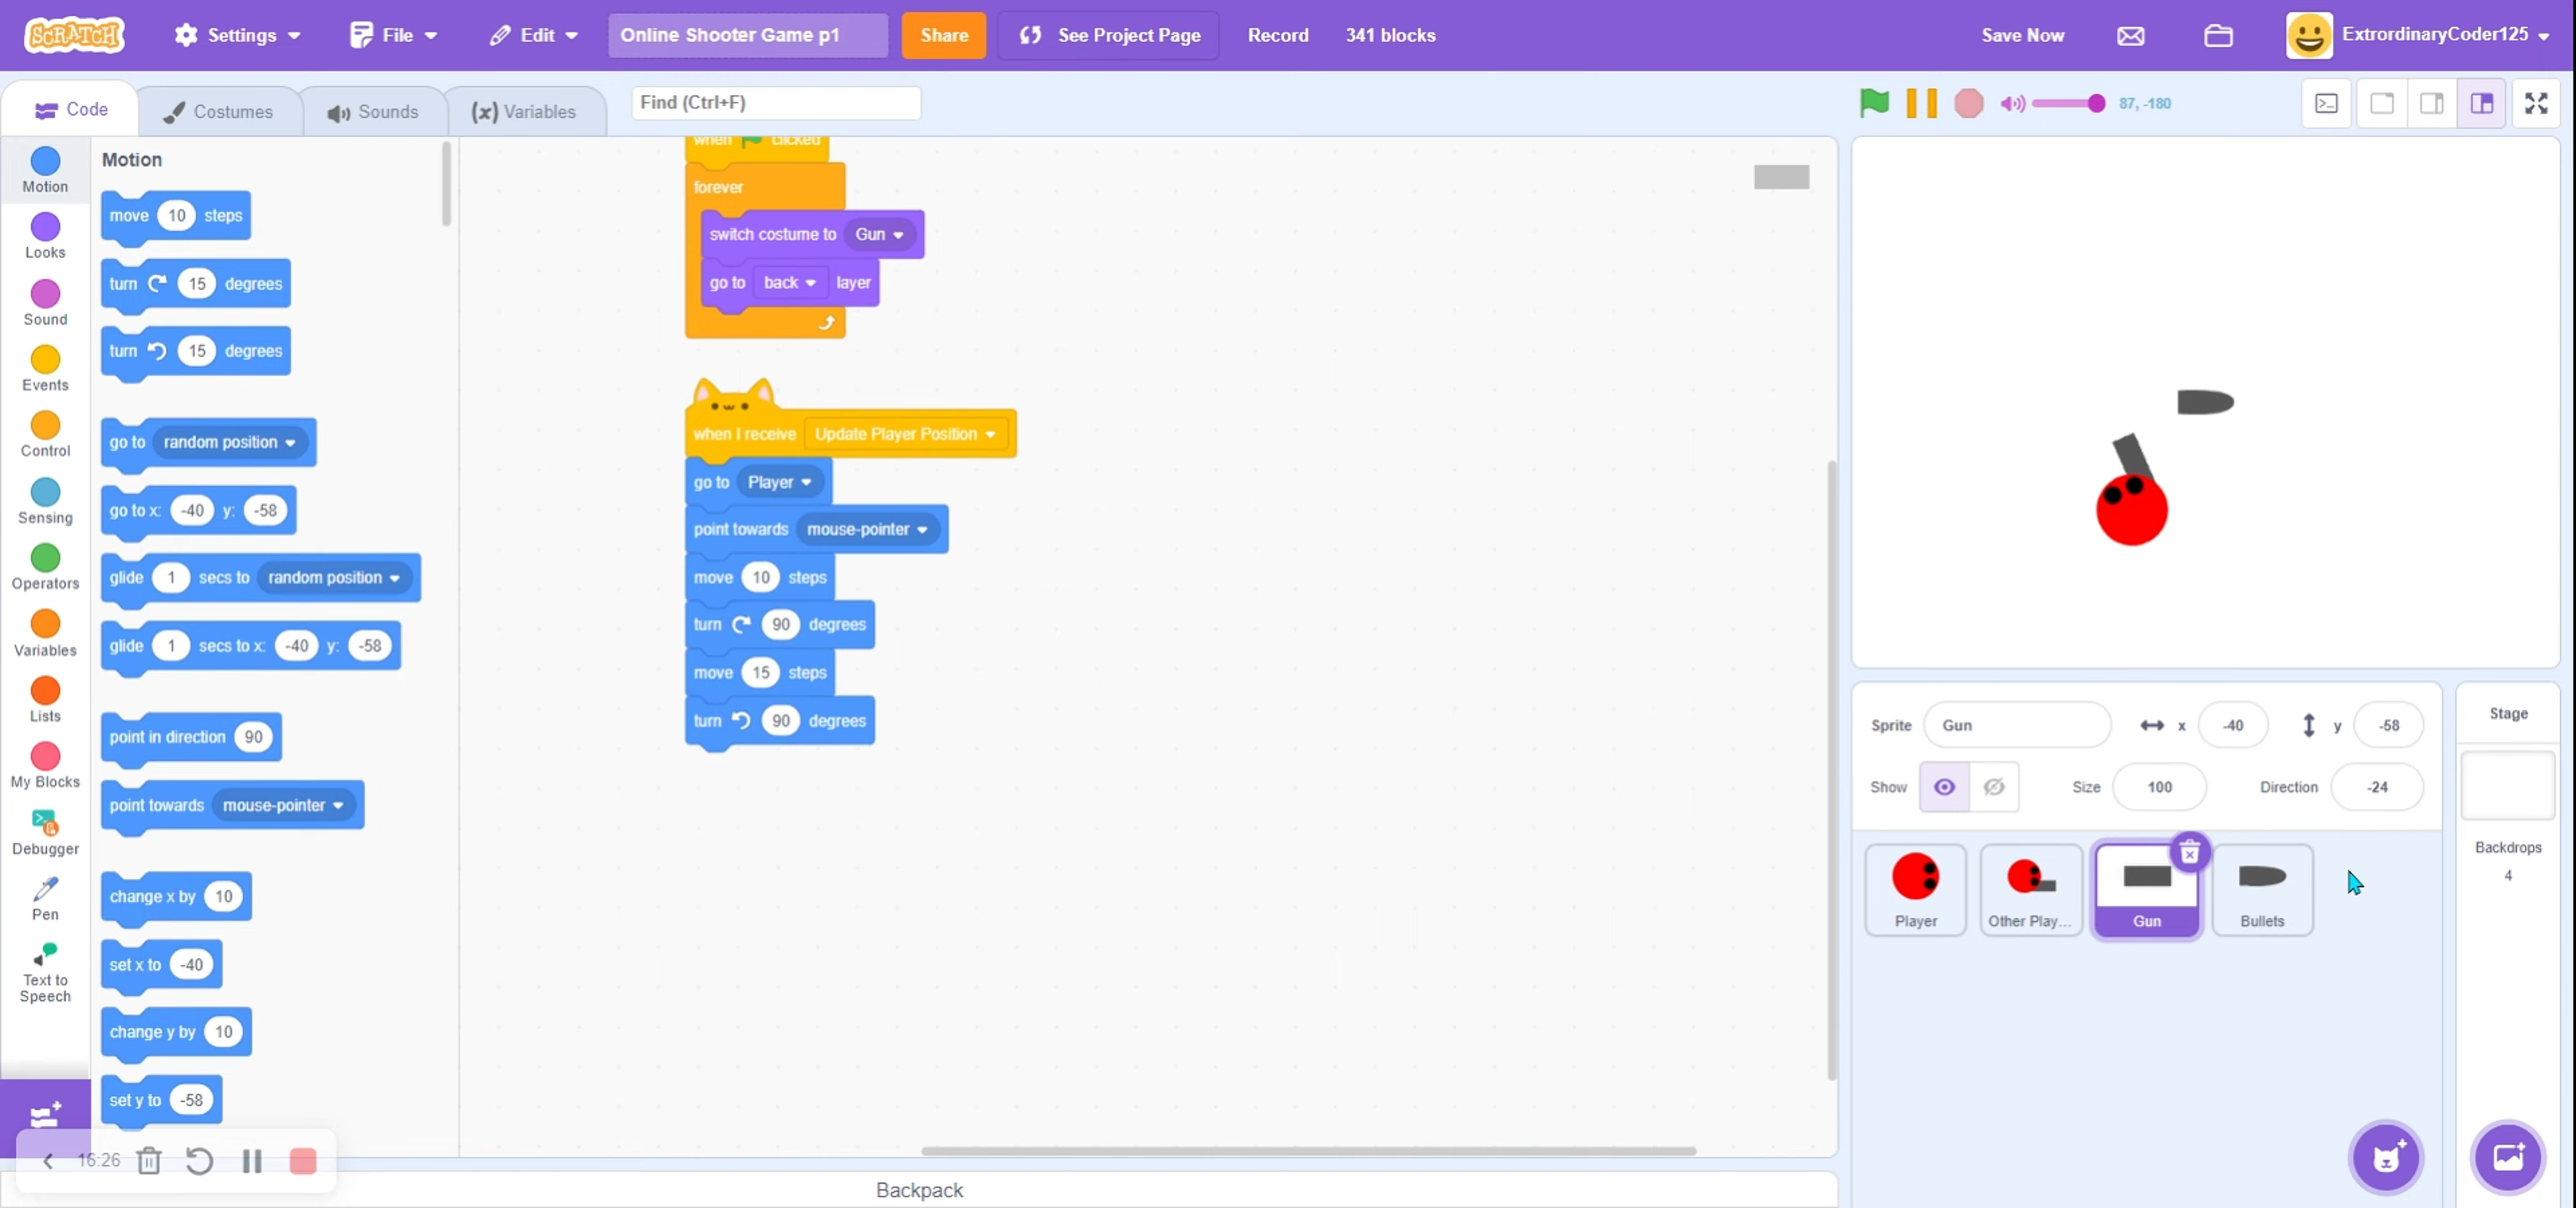 SCRATCH
Settings
File
Edit
Online Shooter Game p1
Share
See Project Page
Record
341 blocks
Save Now
ExtrordinaryCoder125
Code
Costumes
Sounds
(x) Variables
Find (Ctrl+F)
87, -180
Motion
Looks
Sound
Events
Control
Sensing
Operators
Variables
Lists
My Blocks
Debugger
Pen
Text to
Speech
Motion
move 10 steps
turn 15 degrees
turn 15 degrees
go to random position
go to x: -40 y: -58
glide 1 secs to random position
glide 1 secs to x: -40 y: -58
point in direction 90
point towards mouse-pointer
change x by 10
set x to -40
change y by 10
set y to -58
16:26
when clicked
forever
switch costume to Gun
go to back layer
when I receive Update Player Position
go to Player
point towards mouse-pointer
move 10 steps
turn 90 degrees
move 15 steps
turn 90 degrees
Backpack
Sprite Gun x -40 y -58
Show Size 100 Direction -24
Player
Other Play...
Gun
Bullets
Stage
Backdrops
4